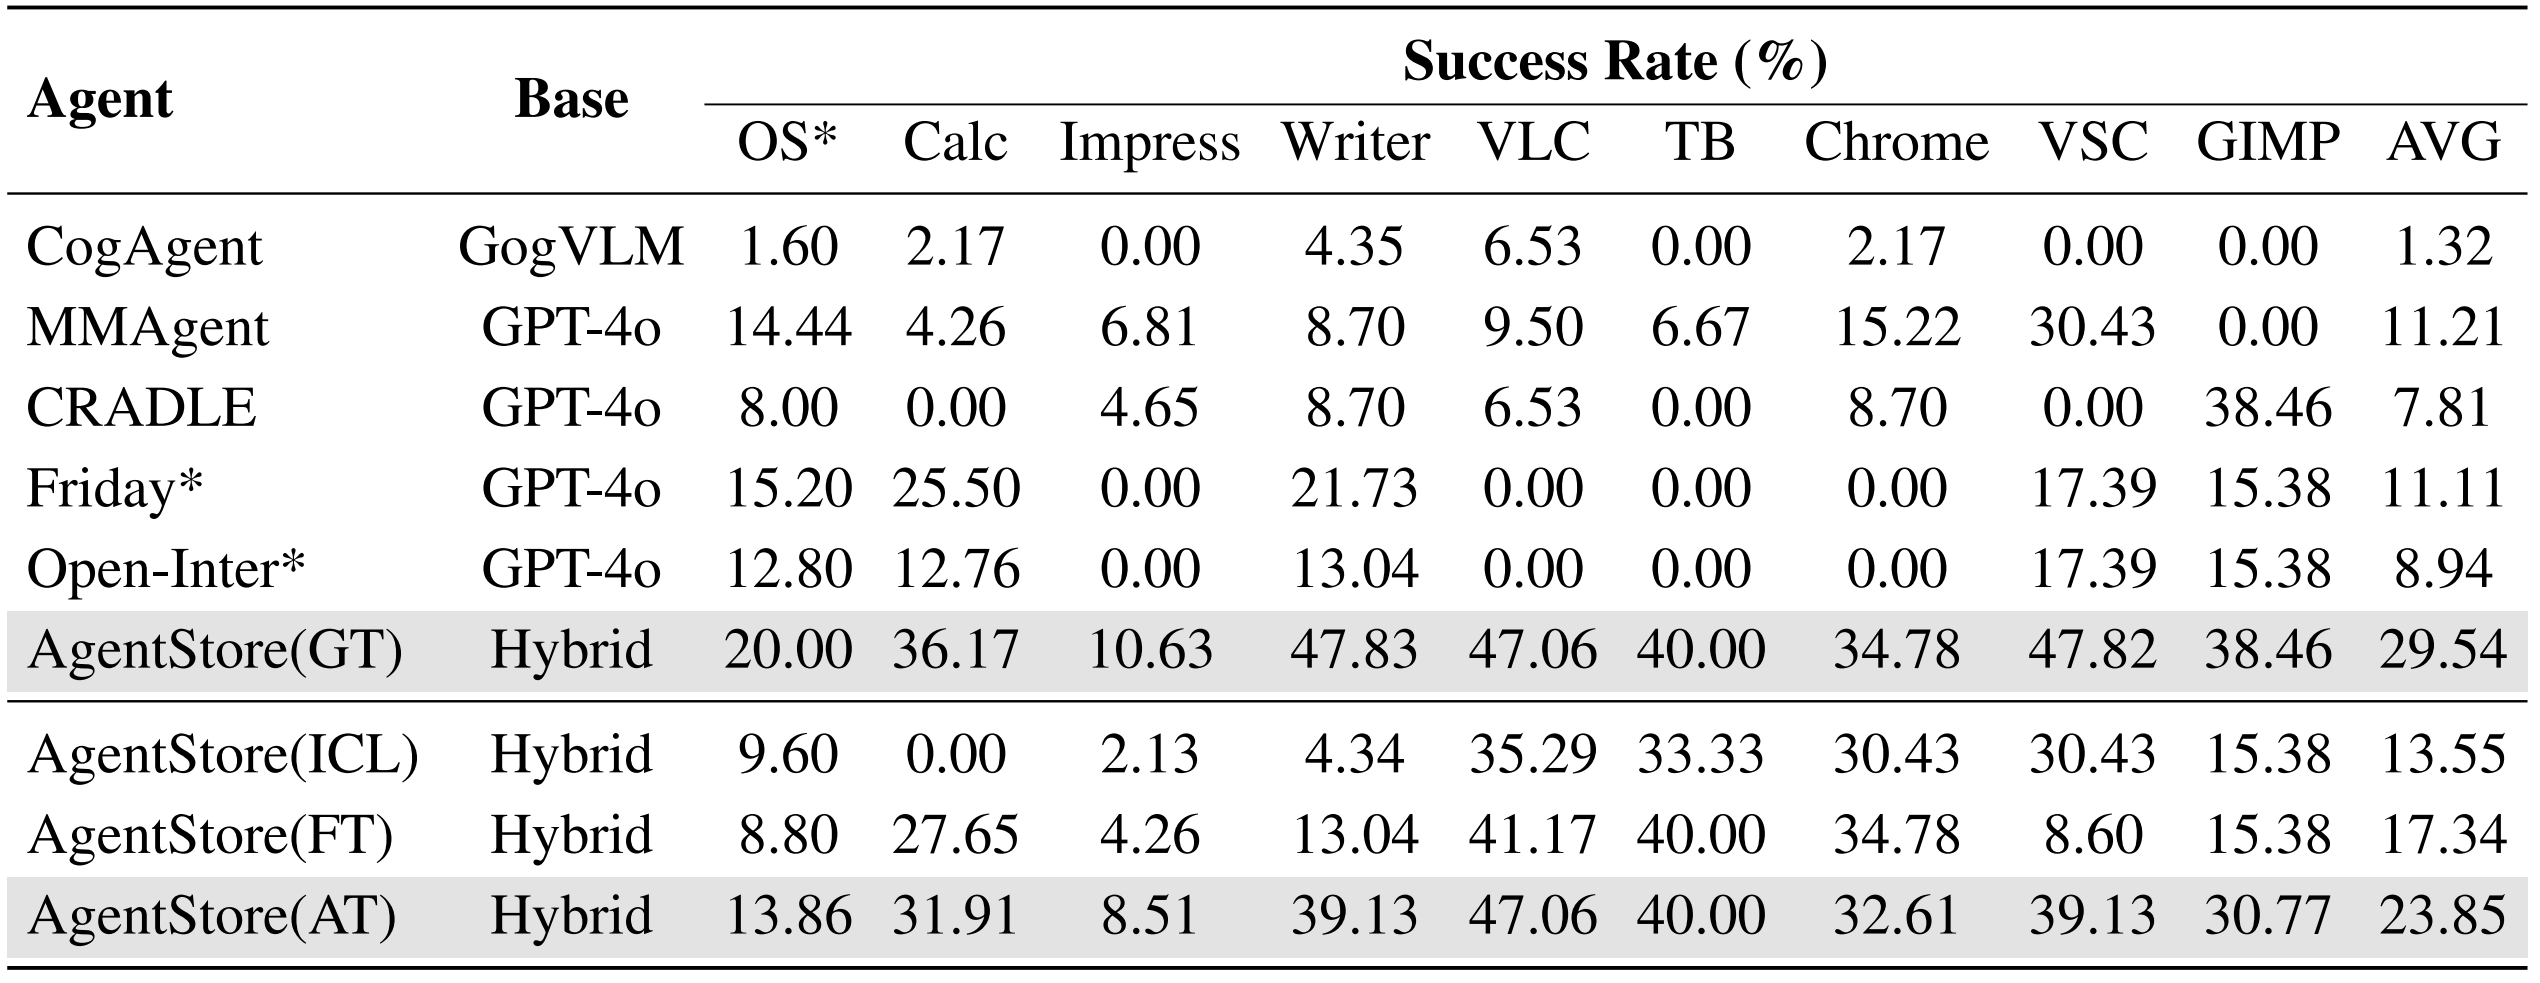 Agent Base Success Rate (%)
OS* Calc Impress Writer VLC TB Chrome VSC GIMP AVG
CogAgent GogVLM 1.60 2.17 0.00 4.35 6.53 0.00 2.17 0.00 0.00 1.32
MMAgent GPT-4o 14.44 4.26 6.81 8.70 9.50 6.67 15.22 30.43 0.00 11.21
CRADLE GPT-4o 8.00 0.00 4.65 8.70 6.53 0.00 8.70 0.00 38.46 7.81
Friday* GPT-4o 15.20 25.50 0.00 21.73 0.00 0.00 0.00 17.39 15.38 11.11
Open-Inter* GPT-4o 12.80 12.76 0.00 13.04 0.00 0.00 0.00 17.39 15.38 8.94
AgentStore(GT) Hybrid 20.00 36.17 10.63 47.83 47.06 40.00 34.78 47.82 38.46 29.54
AgentStore(ICL) Hybrid 9.60 0.00 2.13 4.34 35.29 33.33 30.43 30.43 15.38 13.55
AgentStore(FT) Hybrid 8.80 27.65 4.26 13.04 41.17 40.00 34.78 8.60 15.38 17.34
AgentStore(AT) Hybrid 13.86 31.91 8.51 39.13 47.06 40.00 32.61 39.13 30.77 23.85